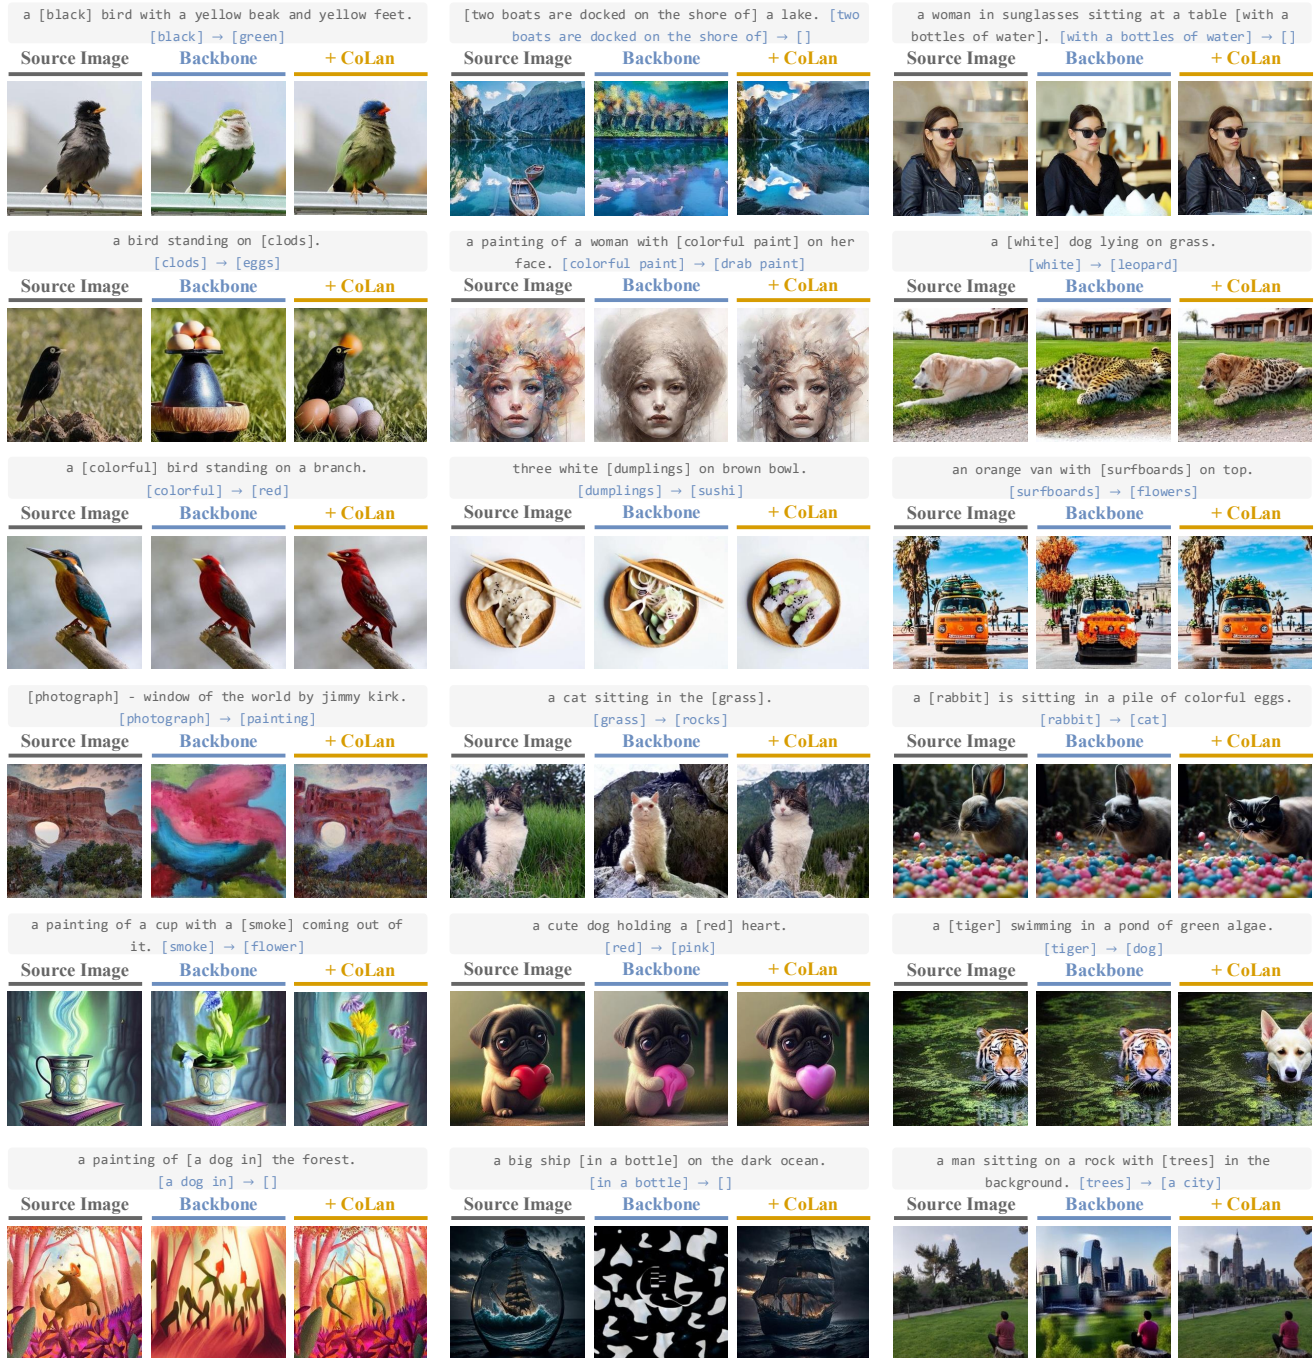 a [black] bird with a yellow beak and yellow feet.
[black] → [green]
Source Image Backbone + CoLan
[two boats are docked on the shore of] a lake. [two
boats are docked on the shore of] → []
Source Image Backbone + CoLan
a woman in sunglasses sitting at a table [with a
bottles of water]. [with a bottles of water] → []
Source Image Backbone + CoLan
a bird standing on [clods].
[clods] → [eggs]
Source Image Backbone + CoLan
a painting of a woman with [colorful paint] on her
face. [colorful paint] → [drab paint]
Source Image Backbone + CoLan
a [white] dog lying on grass.
[white] → [leopard]
Source Image Backbone + CoLan
a [colorful] bird standing on a branch.
[colorful] → [red]
Source Image Backbone + CoLan
three white [dumplings] on brown bowl.
[dumplings] → [sushi]
Source Image Backbone + CoLan
an orange van with [surfboards] on top.
[surfboards] → [flowers]
Source Image Backbone + CoLan
[photograph] - window of the world by jimmy kirk.
[photograph] → [painting]
Source Image Backbone + CoLan
a cat sitting in the [grass].
[grass] → [rocks]
Source Image Backbone + CoLan
a [rabbit] is sitting in a pile of colorful eggs.
[rabbit] → [cat]
Source Image Backbone + CoLan
a painting of a cup with a [smoke] coming out of
it. [smoke] → [flower]
Source Image Backbone + CoLan
a cute dog holding a [red] heart.
[red] → [pink]
Source Image Backbone + CoLan
a [tiger] swimming in a pond of green algae.
[tiger] → [dog]
Source Image Backbone + CoLan
a painting of [a dog in] the forest.
[a dog in] → []
Source Image Backbone + CoLan
a big ship [in a bottle] on the dark ocean.
[in a bottle] → []
Source Image Backbone + CoLan
a man sitting on a rock with [trees] in the
background. [trees] → [a city]
Source Image Backbone + CoLan